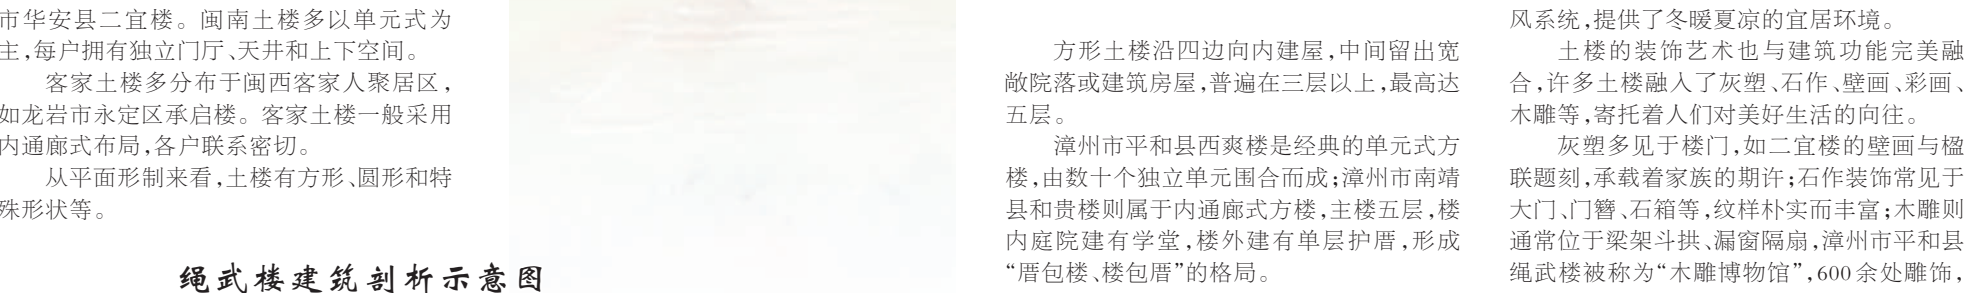 市华安县二宜楼。闽南土楼多以单元式为
主,每户拥有独立门厅、天井和上下空间。
客家土楼多分布于闽西客家人聚居区,
如龙岩市永定区承启楼。客家土楼一般采用
内通廊式布局,各户联系密切。
从平面形制来看,土楼有方形、圆形和特
殊形状等。
绳武楼建筑剖析示意图
方形土楼沿四边向内建屋,中间留出宽
敞院落或建筑房屋,普遍在三层以上,最高达
五层。
漳州市平和县西爽楼是经典的单元式方
楼,由数十个独立单元围合而成;漳州市南靖
县和贵楼则属于内通廊式方楼,主楼五层,楼
内庭院建有学堂,楼外建有单层护厝,形成
“厝包楼、楼包厝”的格局。
风系统,提供了冬暖夏凉的宜居环境。
土楼的装饰艺术也与建筑功能完美融
合,许多土楼融入了灰塑、石作、壁画、彩画、
木雕等,寄托着人们对美好生活的向往。
灰塑多见于楼门,如二宜楼的壁画与楹
联题刻,承载着家族的期许;石作装饰常见于
大门、门簪、石箱等,纹样朴实而丰富;木雕则
通常位于梁架斗拱、漏窗隔扇,漳州市平和县
绳武楼被称为“木雕博物馆”,600余处雕饰,